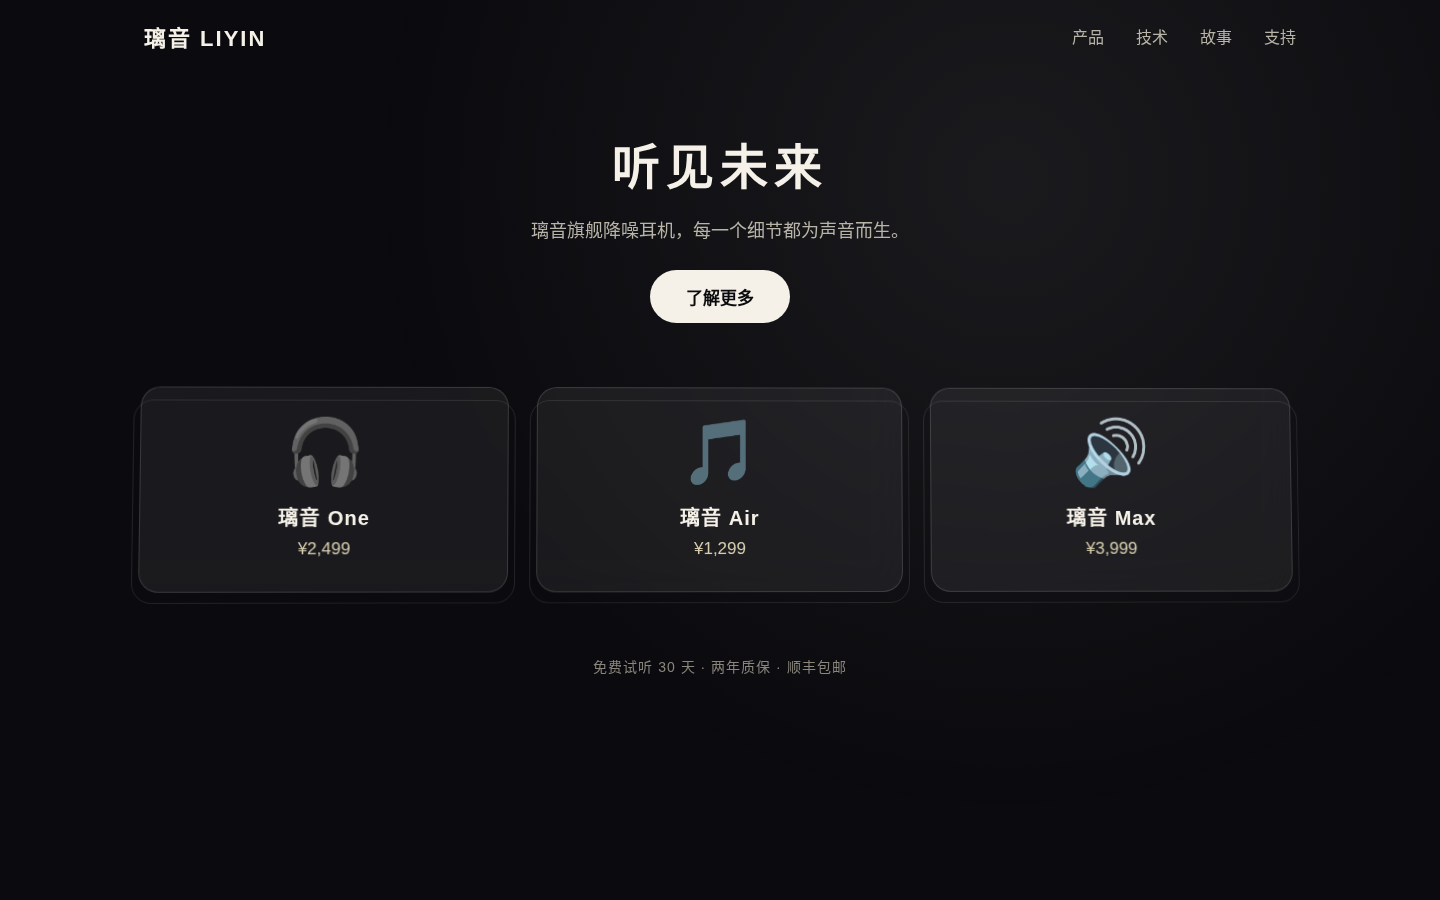 璃音 LIYIN
产品 技术 故事 支持
听见未来
璃音旗舰降噪耳机，每一个细节都为声音而生。
了解更多
璃音 One
¥2,499
璃音 Air
¥1,299
璃音 Max
¥3,999
免费试听 30 天 · 两年质保 · 顺丰包邮